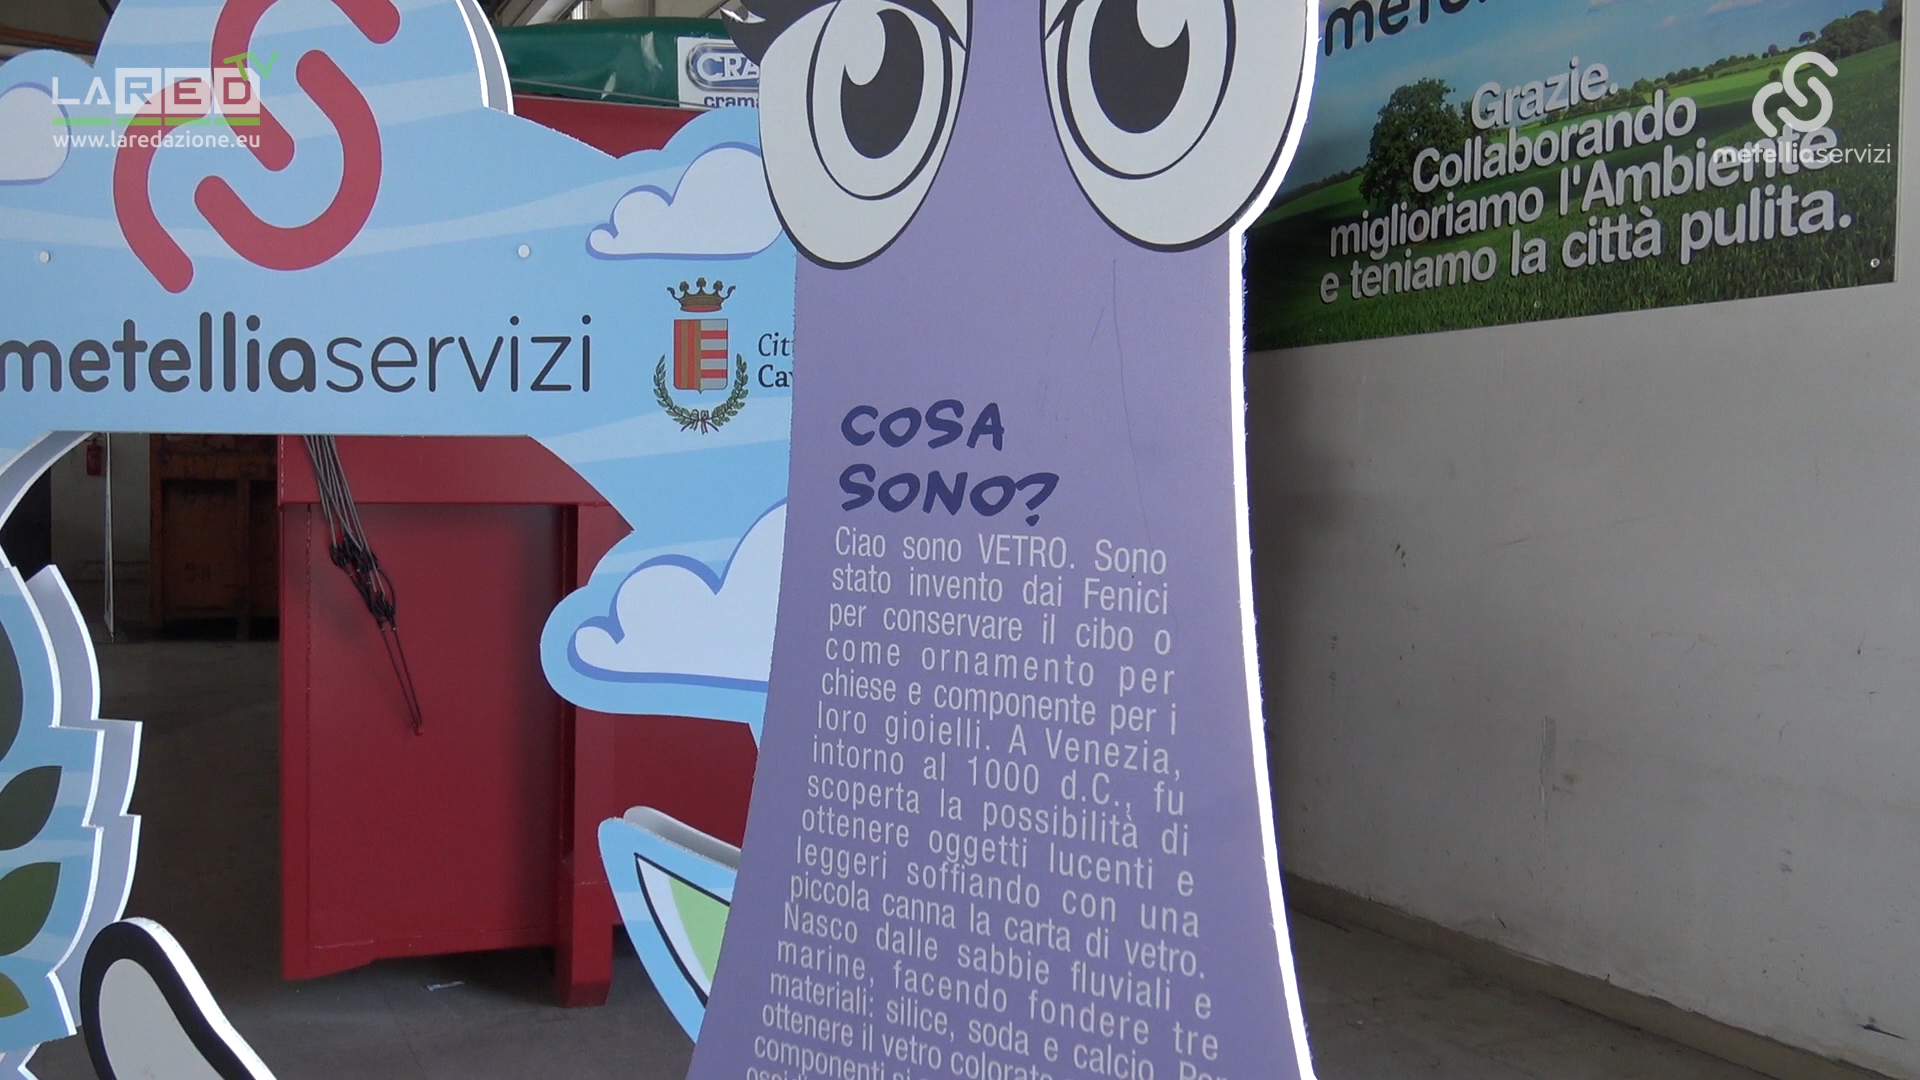 LARED TV
www.laredazione.eu
metelliaservizi
CRA
Grazie.
Collaborando
miglioriamo l'Ambiente
e teniamo la città pulita.
metelliaservizi
COSA
SONO?
Ciao sono VETRO. Sono
stato invento dai Fenici
per conservare il cibo o
come ornamento per
chiese e componente per i
loro gioielli. A Venezia,
intorno al 1000 d.C., fu
scoperta la possibilità di
ottenere oggetti lucenti e
leggeri soffiando con una
piccola canna la carta di vetro.
Nasco dalle sabbie fluviali e
marine, facendo fondere tre
materiali: silice, soda e calcio. Per
ottenere il vetro colorato
componenti si